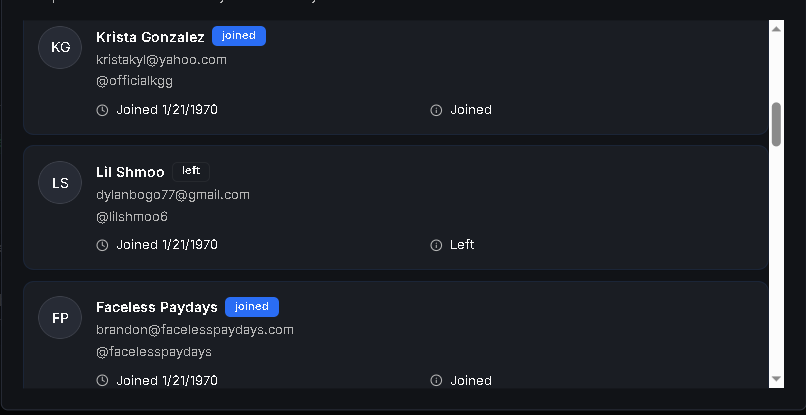 KG
Krista Gonzalez joined
kristakyl@yahoo.com
@officialkgg
Joined 1/21/1970 Joined
LS
Lil Shmoo left
dylanbogo77@gmail.com
@lilshmoo6
Joined 1/21/1970 Left
FP
Faceless Paydays joined
brandon@facelesspaydays.com
@facelesspaydays
Joined 1/21/1970 Joined